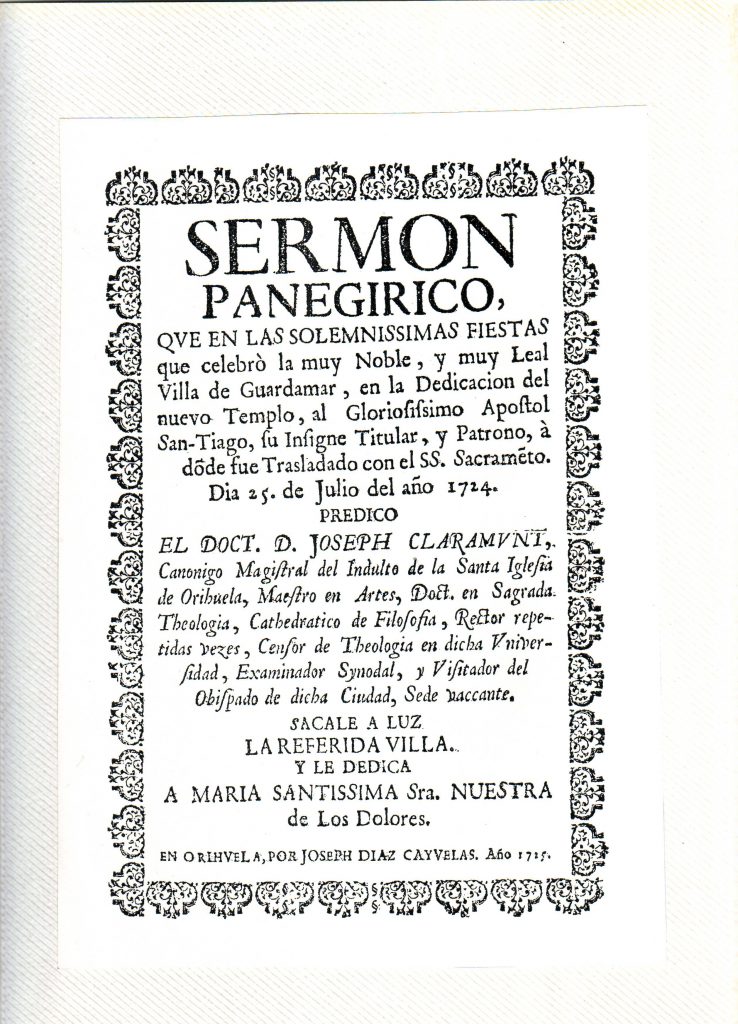 SERMON
PANEGIRICO,
QVE EN LAS SOLEMNISSIMAS FIESTAS
que celebrò la muy Noble, y muy Leal
Villa de Guardamar, en la Dedicacion del
nuevo Templo, al Glorioſiſsimo Apoſtol
San-Tiago, ſu Inſigne Titular, y Patrono, à
dõde fue Trasladado con el SS. Sacramẽto.
Dia 25. de Julio del año 1724.
PREDICO
EL DOCT. D. JOSEPH CLARAMVNT,
Canonigo Magiſtral del Indulto de la Santa Igleſia
de Orihuela, Maeſtro en Artes, Doct. en Sagrada
Theologia, Cathedratico de Filoſofia, Rector repe-
tidas vezes, Cenſor de Theologia en dicha Vniver-
ſidad, Examinador Synodal, y Viſitador del
Obiſpado de dicha Ciudad, Sede vaccante.
SACALE A LUZ
LA REFERIDA VILLA.
Y LE DEDICA
A MARIA SANTISSIMA Sra. NUESTRA
de Los Dolores.
EN ORIHVELA, POR JOSEPH DIAZ CAYVELAS. Año 1725.